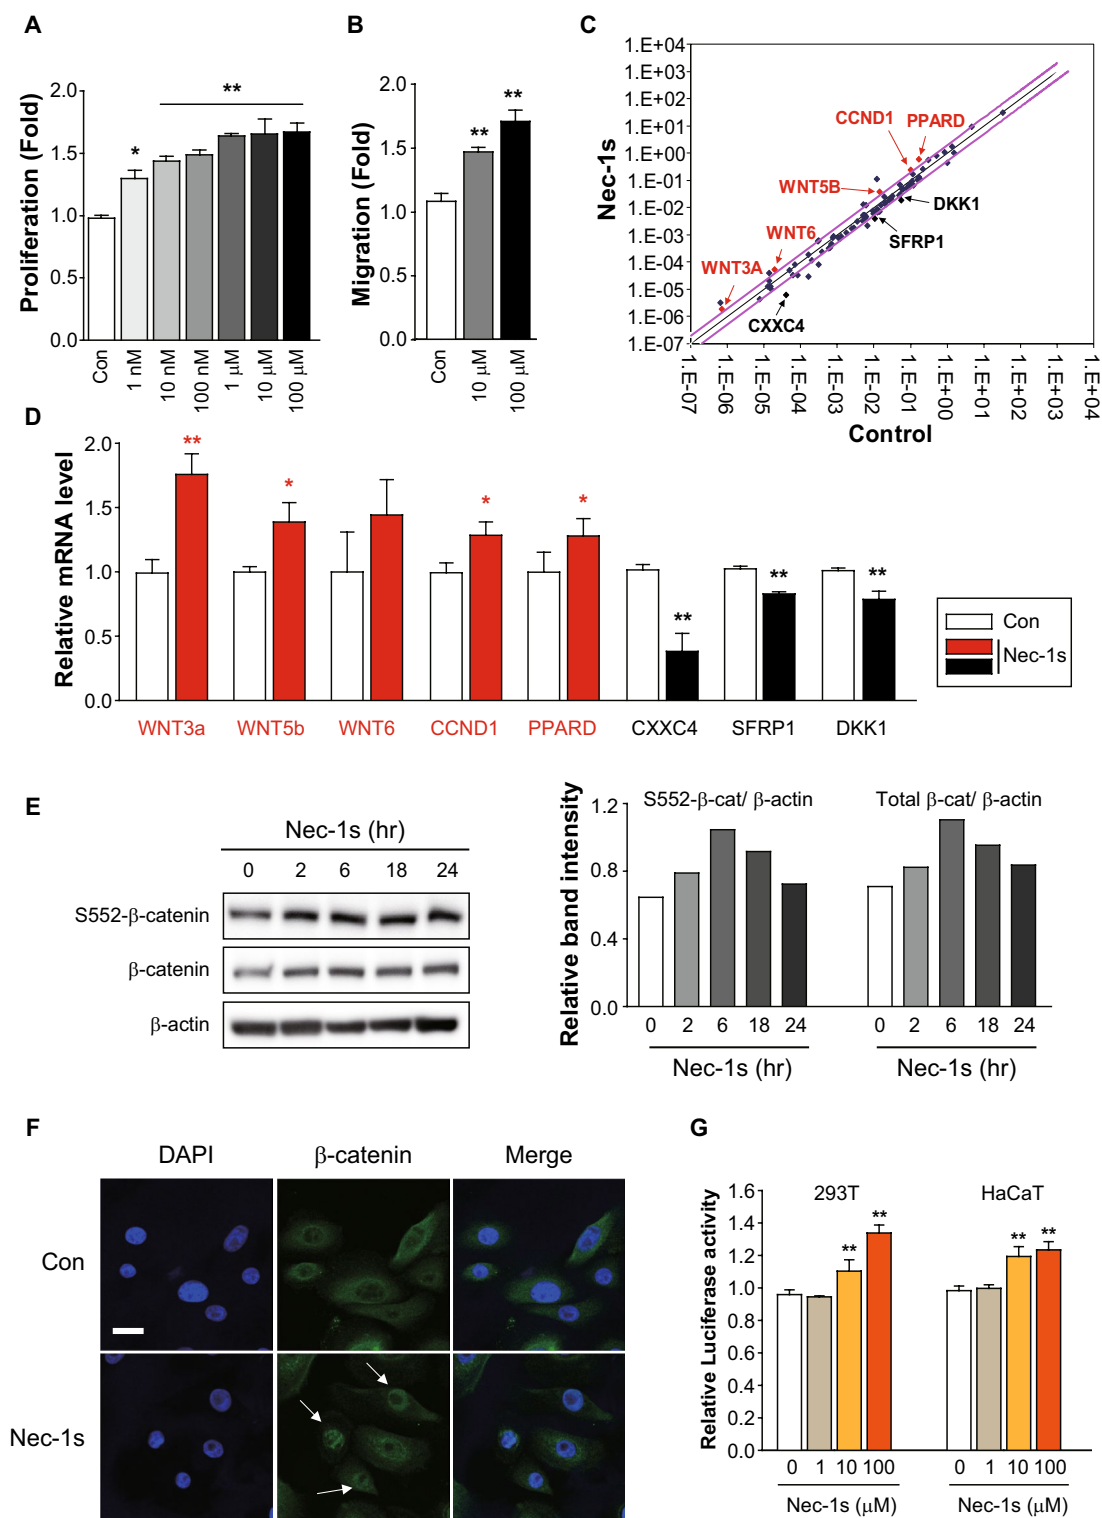 A
Proliferation (Fold)
2.0
1.5
1.0
0.5
0.0
*
**
Con
1 nM
10 nM
100 nM
1 μM
10 μM
100 μM
B
Migration (Fold)
2.0
1.5
1.0
0.5
0.0
**
**
Con
10 μM
100 μM
C
Nec-1s
1.E+04
1.E+03
1.E+02
1.E+01
1.E+00
1.E-01
1.E-02
1.E-03
1.E-04
1.E-05
1.E-06
1.E-07
CCND1
PPARD
WNT5B
DKK1
SFRP1
WNT6
WNT3A
CXXC4
1.E-07
1.E-06
1.E-05
1.E-04
1.E-03
1.E-02
1.E-01
1.E+00
1.E+01
1.E+02
1.E+03
1.E+04
Control
D
Relative mRNA level
2.0
1.5
1.0
0.5
0.0
**
*
*
*
**
**
**
WNT3a
WNT5b
WNT6
CCND1
PPARD
CXXC4
SFRP1
DKK1
Con
Nec-1s
E
Nec-1s (hr)
0 2 6 18 24
S552-β-catenin
β-catenin
β-actin
Relative band intensity
1.2
0.8
0.4
0.0
S552-β-cat/ β-actin
Total β-cat/ β-actin
0 2 6 18 24
0 2 6 18 24
Nec-1s (hr)
Nec-1s (hr)
F
DAPI
β-catenin
Merge
Con
Nec-1s
G
Relative Luciferase activity
1.6
1.4
1.2
1.0
0.8
0.6
0.4
0.2
0.0
293T
HaCaT
**
**
**
**
0 1 10 100
0 1 10 100
Nec-1s (μM)
Nec-1s (μM)